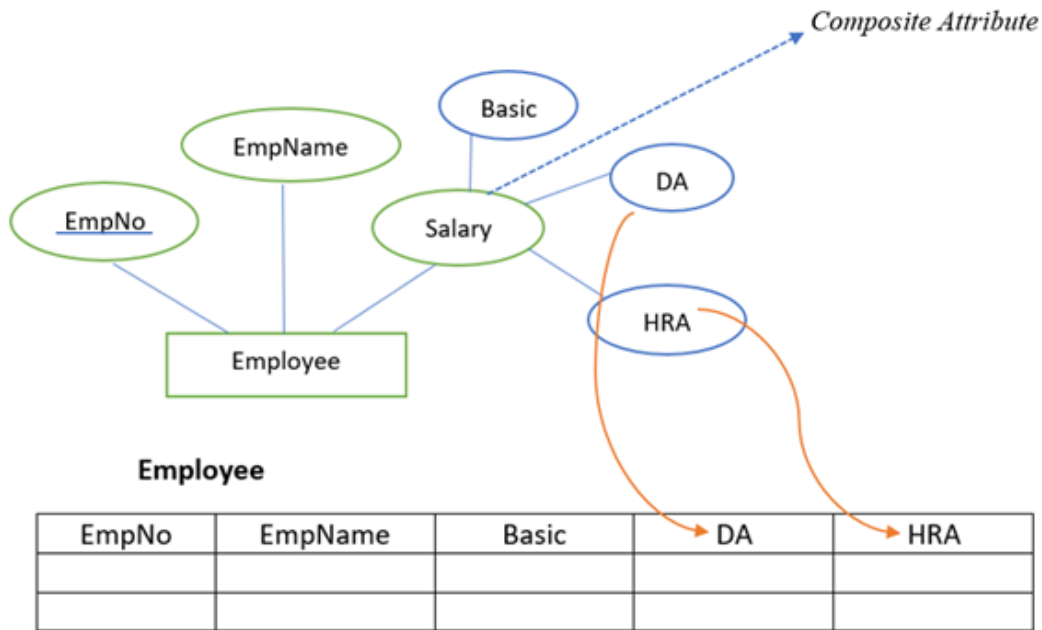 Composite Attribute
Basic
EmpName
DA
EmpNo
Salary
HRA
Employee
Employee
EmpNo EmpName Basic DA HRA